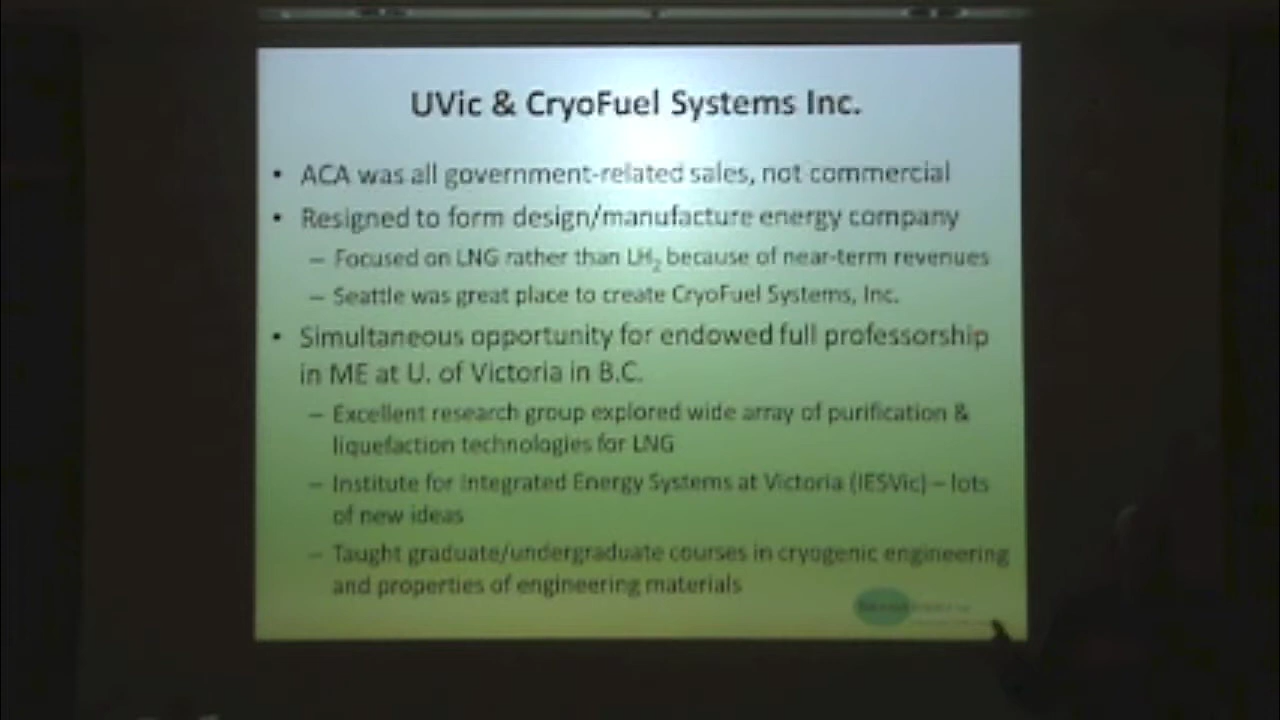 UVic & CryoFuel Systems Inc.
• ACA was all government-related sales, not commercial
• Resigned to form design/manufacture energy company
– Focused on LNG rather than LH₂ because of near-term revenues
– Seattle was great place to create CryoFuel Systems, Inc.
• Simultaneous opportunity for endowed full professorship
in ME at U. of Victoria in B.C.
– Excellent research group explored wide array of purification &
liquefaction technologies for LNG
– Institute for Integrated Energy Systems at Victoria (IESVic) – lots
of new ideas
– Taught graduate/undergraduate courses in cryogenic engineering
and properties of engineering materials